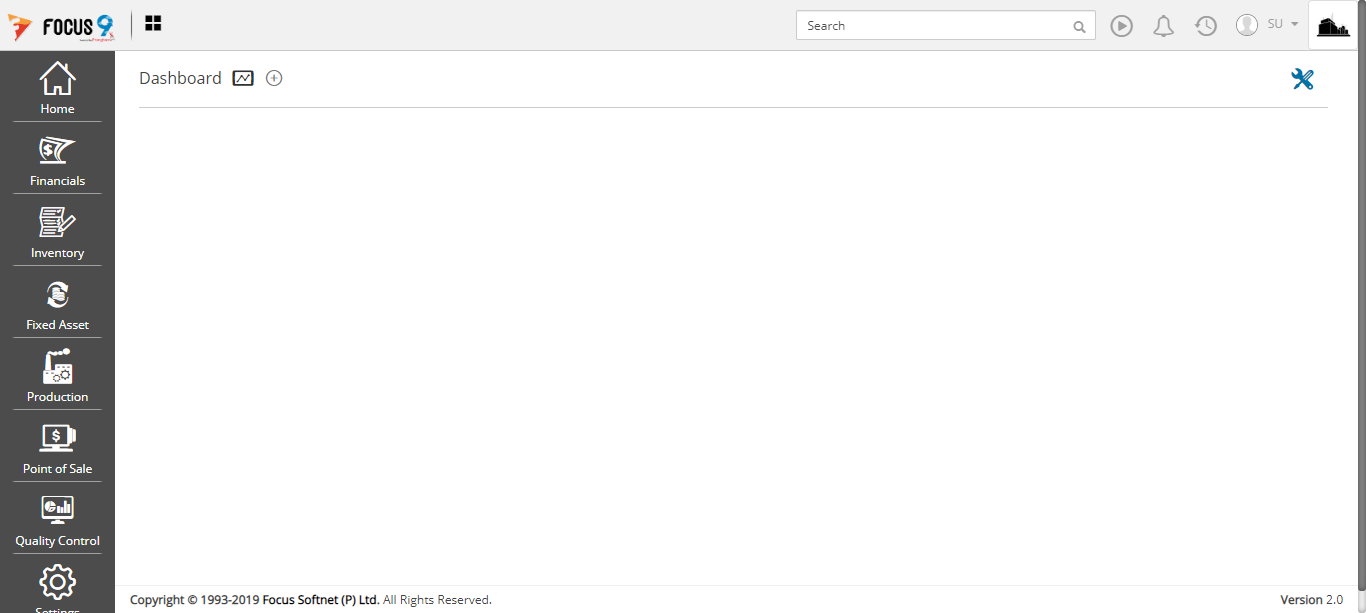 FOCUS 9
Search
SU
Dashboard
Home
Financials
Inventory
Fixed Asset
Production
Point of Sale
Quality Control
Settings
Copyright © 1993-2019 Focus Softnet (P) Ltd. All Rights Reserved.
Version 2.0